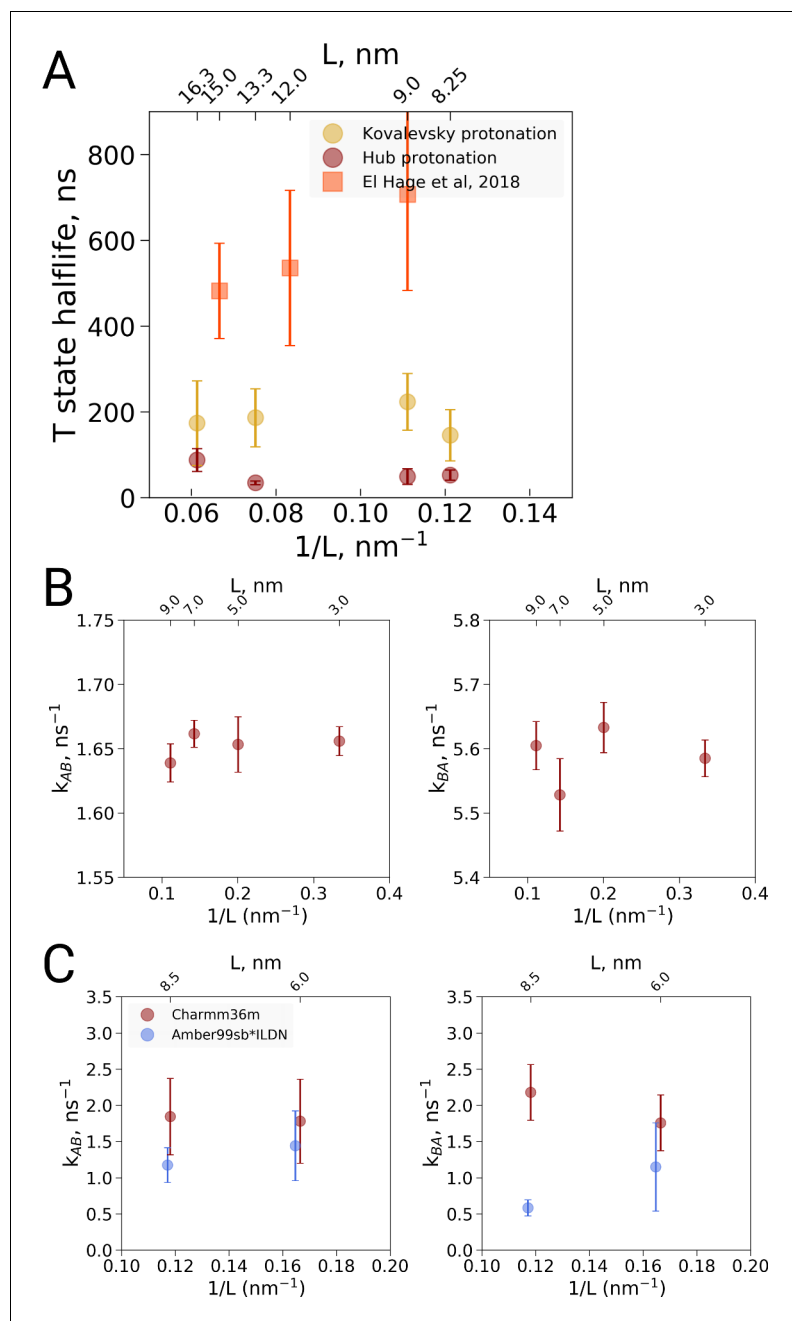 A
L, nm
16.3 15.0 13.3 12.0 9.0 8.25
Kovalevsky protonation
Hub protonation
El Hage et al, 2018
T state halflife, ns
800
600
400
200
0
0.06 0.08 0.10 0.12 0.14
1/L, nm⁻¹
B
L, nm
9.0 7.0 5.0 3.0
k_AB, ns⁻¹
1.75
1.70
1.65
1.60
1.55
0.1 0.2 0.3 0.4
1/L (nm⁻¹)
L, nm
9.0 7.0 5.0 3.0
k_BA, ns⁻¹
5.8
5.7
5.6
5.5
5.4
0.1 0.2 0.3 0.4
1/L (nm⁻¹)
C
L, nm
8.5 6.0
Charmm36m
Amber99sb*ILDN
k_AB, ns⁻¹
3.5
3.0
2.5
2.0
1.5
1.0
0.5
0.0
0.10 0.12 0.14 0.16 0.18 0.20
1/L (nm⁻¹)
L, nm
8.5 6.0
k_BA, ns⁻¹
3.5
3.0
2.5
2.0
1.5
1.0
0.5
0.0
0.10 0.12 0.14 0.16 0.18 0.20
1/L (nm⁻¹)